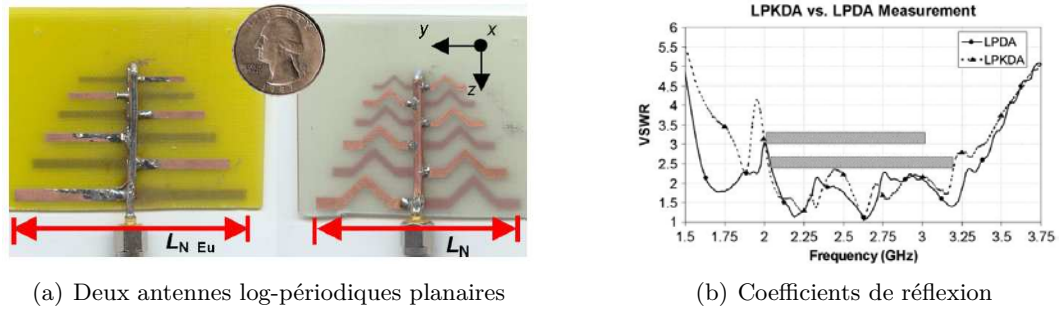 LPKDA vs. LPDA Measurement
y
x
z
L N_Eu
L N
VSWR
6
5.5
5
4.5
4
3.5
3
2.5
2
1.5
1
LPDA
LPKDA
1.5 1.75 2 2.25 2.5 2.75 3 3.25 3.5 3.75
Frequency (GHz)
(a) Deux antennes log-périodiques planaires
(b) Coefficients de réflexion